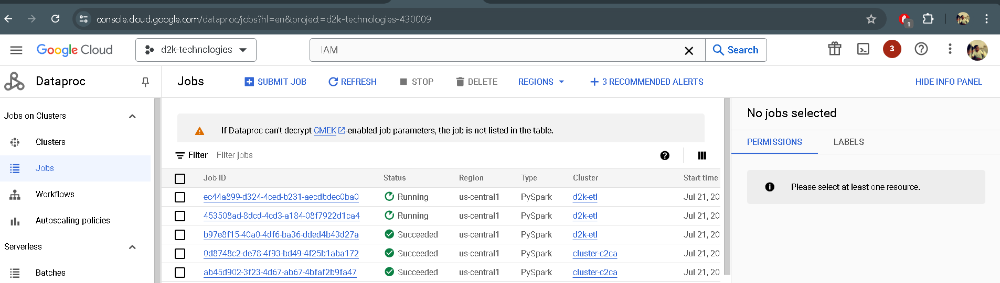 console.cloud.google.com/dataproc/jobs?hl=en&project=d2k-technologies-430009
1
Google Cloud
d2k-technologies
IAM
Search
3
Dataproc
Jobs
SUBMIT JOB
REFRESH
STOP
DELETE
REGIONS
3 RECOMMENDED ALERTS
HIDE INFO PANEL
Jobs on Clusters
Clusters
Jobs
Workflows
Autoscaling policies
Serverless
Batches
If Dataproc can't decrypt CMEK -enabled job parameters, the job is not listed in the table.
Filter Filter jobs
Job ID Status Region Type Cluster Start time
ec44a899-d324-4ced-b231-aecdbdec0ba0 Running us-central1 PySpark d2k-etl Jul 21, 20
453508ad-8dcd-4cd3-a184-08f7922d1ca4 Running us-central1 PySpark d2k-etl Jul 21, 20
b97e8f15-40a0-4df6-ba36-dded4b43d27a Succeeded us-central1 PySpark d2k-etl Jul 21, 20
0d8748c2-de78-4f93-bd49-4f25b1aba172 Succeeded us-central1 PySpark cluster-c2ca Jul 21, 20
ab45d902-3f23-4d67-ab67-4bfaf2b9fa47 Succeeded us-central1 PySpark cluster-c2ca Jul 21, 20
No jobs selected
PERMISSIONS LABELS
Please select at least one resource.